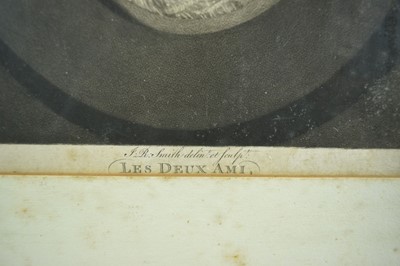 J.R. Smith delin.t et sculp.t
LES DEUX AMI,